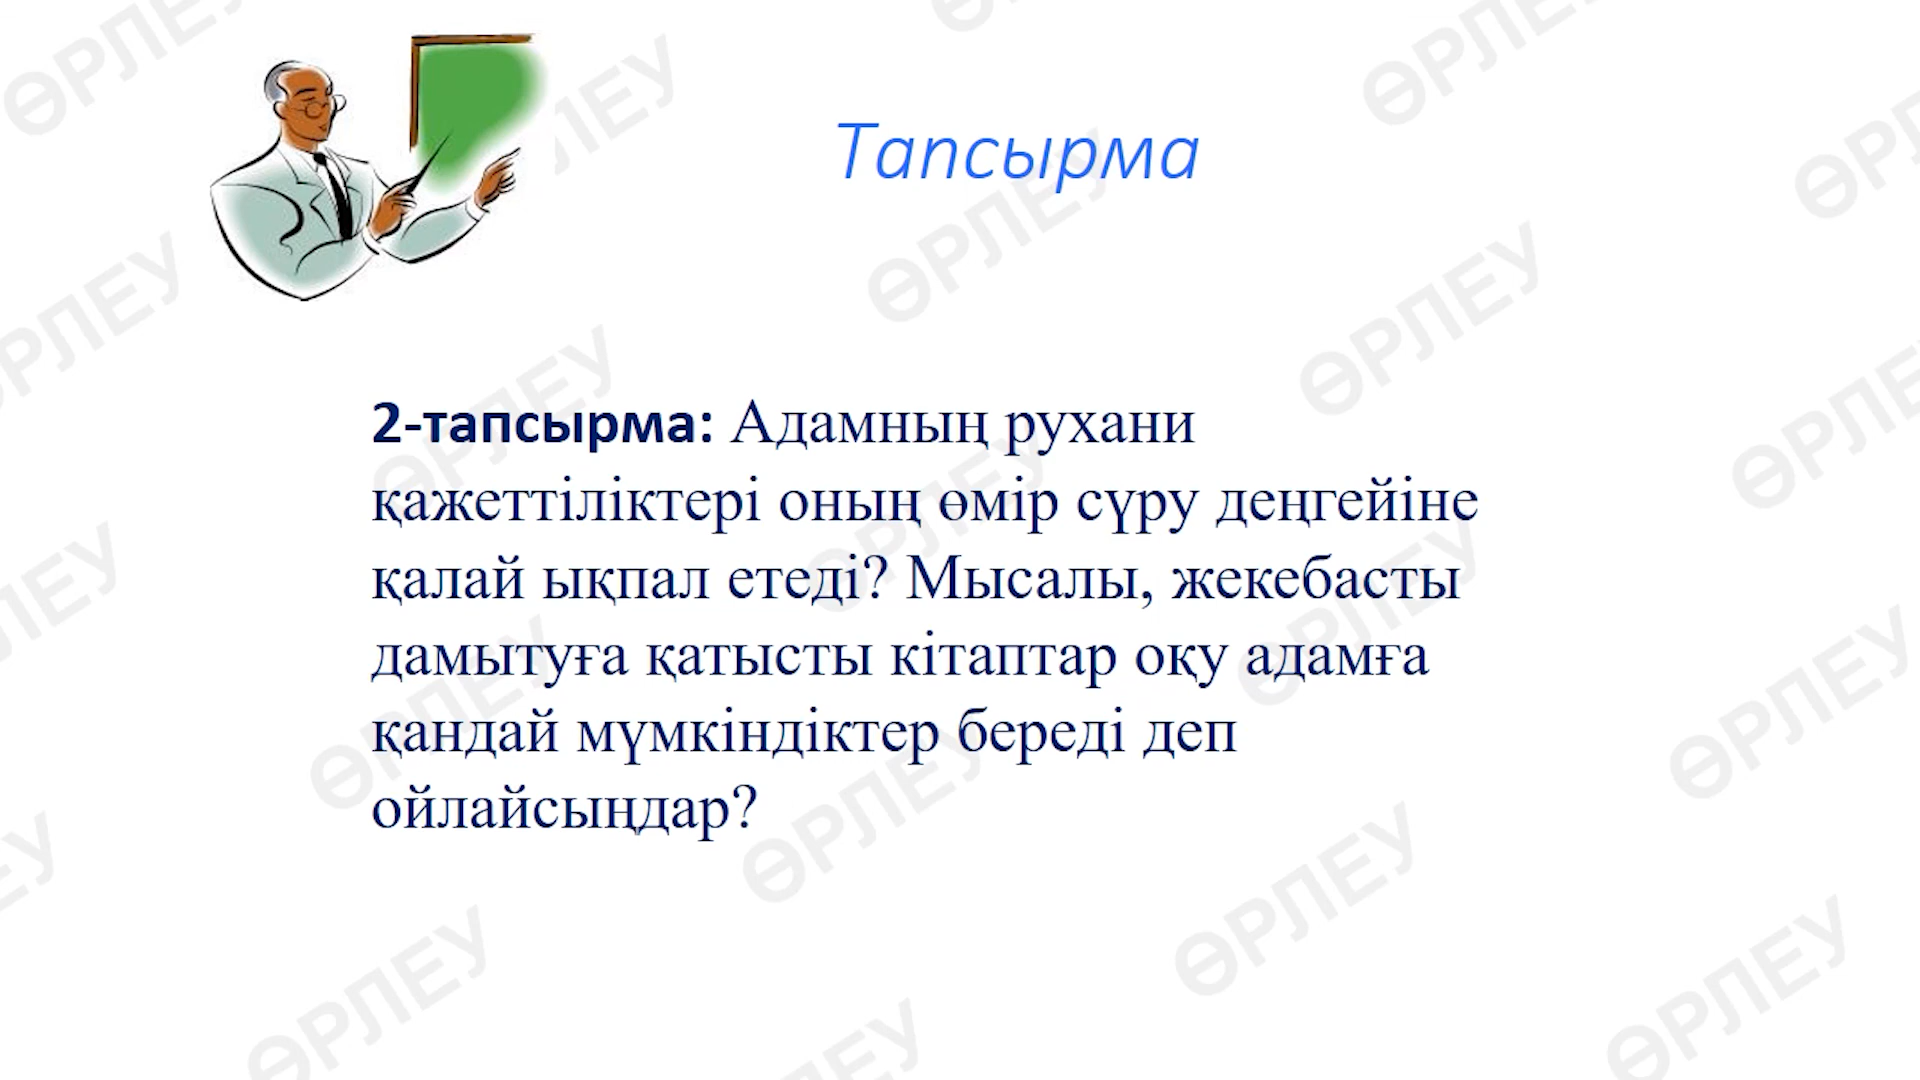 Тапсырма
2-тапсырма: Адамның рухани
қажеттіліктері оның өмір сүру деңгейіне
қалай ықпал етеді? Мысалы, жекебасты
дамытуға қатысты кітаптар оқу адамға
қандай мүмкіндіктер береді деп
ойлайсыңдар?
ӨРЛЕУ